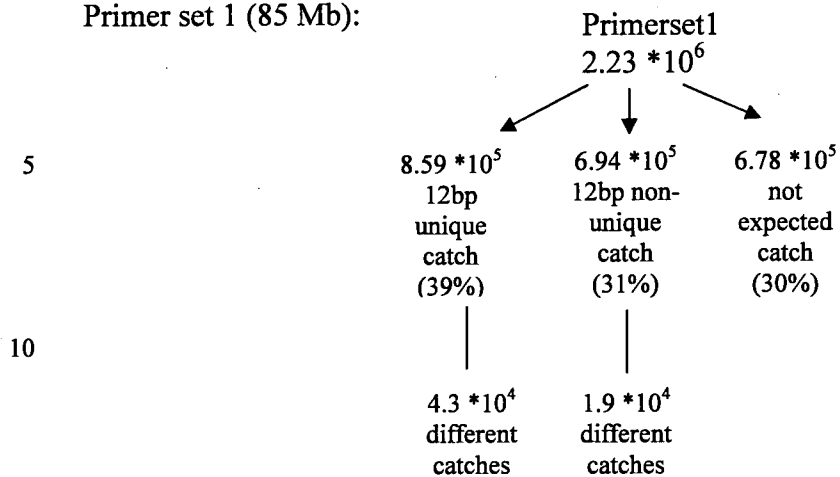 Primer set 1 (85 Mb):
Primerset1
2.23 *10^6
5
8.59 *10^5
12bp
unique
catch
(39%)
6.94 *10^5
12bp non-
unique
catch
(31%)
6.78 *10^5
not
expected
catch
(30%)
10
4.3 *10^4
different
catches
1.9 *10^4
different
catches